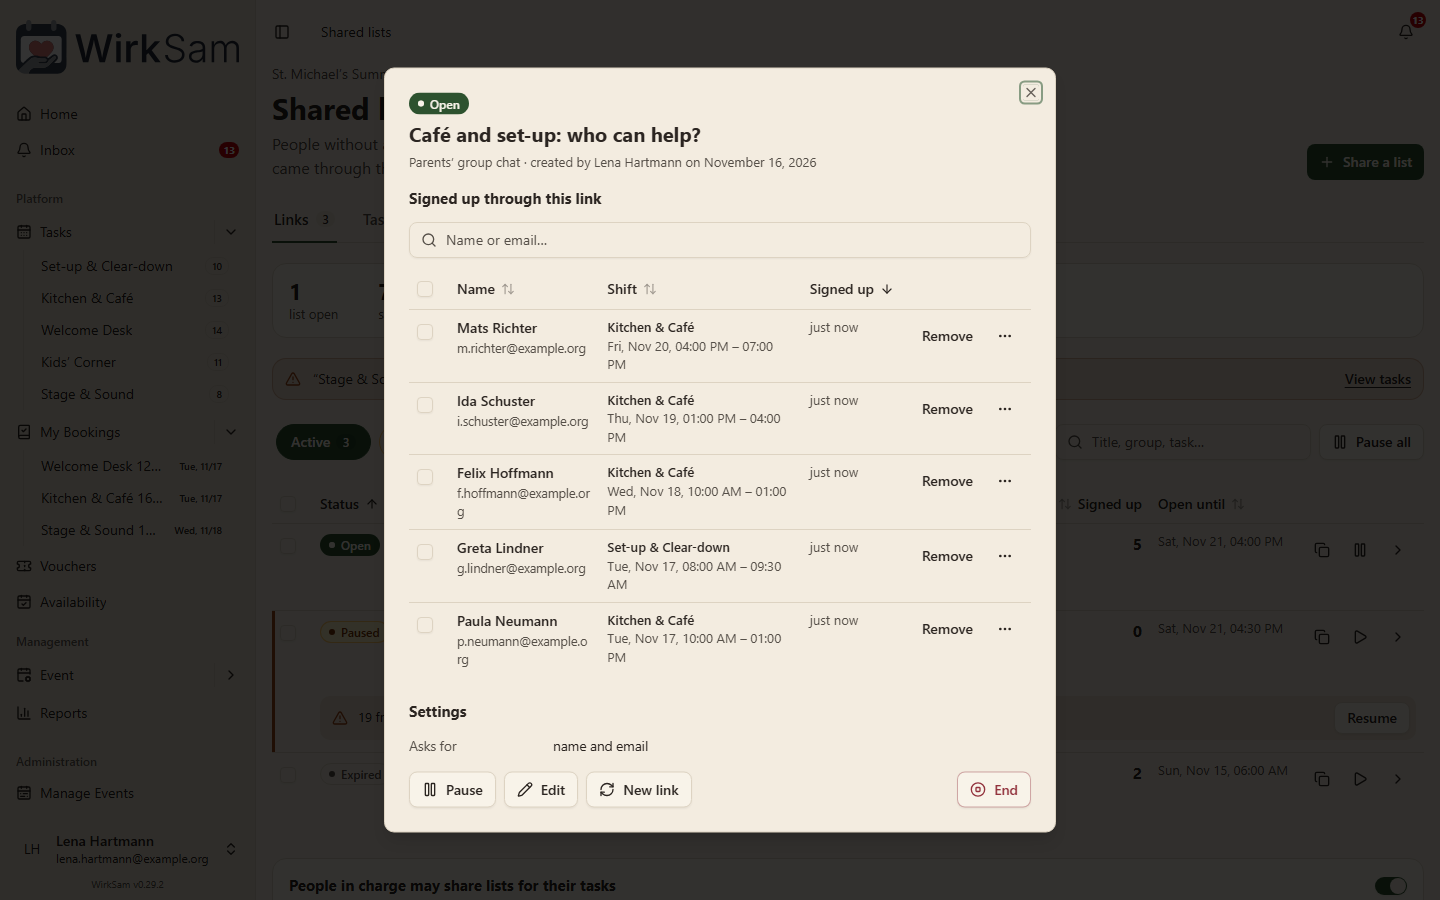 WirkSam
Shared lists
13
St. Michael's Sum
Shared
People without
came through th
Share a list
Home
Inbox
13
Platform
Tasks
Set-up & Clear-down 10
Kitchen & Café 13
Welcome Desk 14
Kids' Corner 11
Stage & Sound 8
My Bookings
Welcome Desk 12... Tue, 11/17
Kitchen & Café 16... Tue, 11/17
Stage & Sound 1... Wed, 11/18
Vouchers
Availability
Management
Event
Reports
Administration
Manage Events
LH
Lena Hartmann
lena.hartmann@example.org
WirkSam v0.29.2
Links 3
Tas
1
list open
"Stage & So
View tasks
Active 3
Title, group, task...
Pause all
Status
Signed up
Open until
Open
5
Sat, Nov 21, 04:00 PM
Paused
0
Sat, Nov 21, 04:30 PM
19 fr
Resume
Expired
2
Sun, Nov 15, 06:00 AM
People in charge may share lists for their tasks
Open
Café and set-up: who can help?
Parents' group chat · created by Lena Hartmann on November 16, 2026
Signed up through this link
Name or email...
Name Shift Signed up
Mats Richter
m.richter@example.org
Kitchen & Café
Fri, Nov 20, 04:00 PM – 07:00
PM
just now
Remove
Ida Schuster
i.schuster@example.org
Kitchen & Café
Thu, Nov 19, 01:00 PM – 04:00
PM
just now
Remove
Felix Hoffmann
f.hoffmann@example.or
g
Kitchen & Café
Wed, Nov 18, 10:00 AM – 01:00
PM
just now
Remove
Greta Lindner
g.lindner@example.org
Set-up & Clear-down
Tue, Nov 17, 08:00 AM – 09:30
AM
just now
Remove
Paula Neumann
p.neumann@example.o
rg
Kitchen & Café
Tue, Nov 17, 10:00 AM – 01:00
PM
just now
Remove
Settings
Asks for name and email
Pause
Edit
New link
End